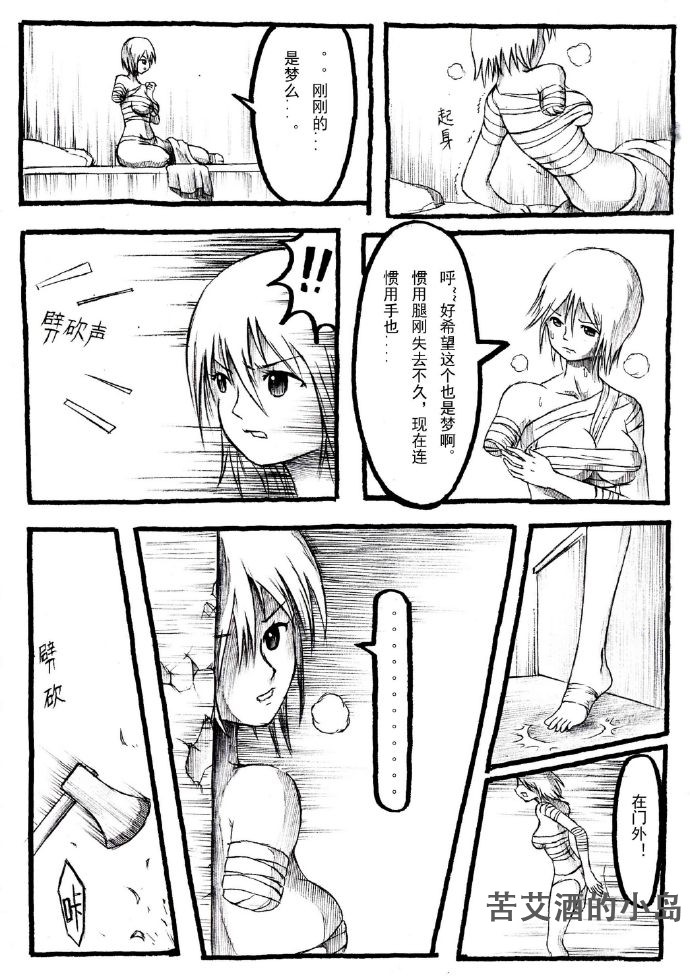 起身
。。刚刚的...
是梦么...。
呼~~好希望这个也是梦啊。
惯用腿刚失去不久，现在连
惯用手也....
!!
劈砍声
在门外！
。。。。。。。。。。。
劈砍
咔
苦艾酒的小岛